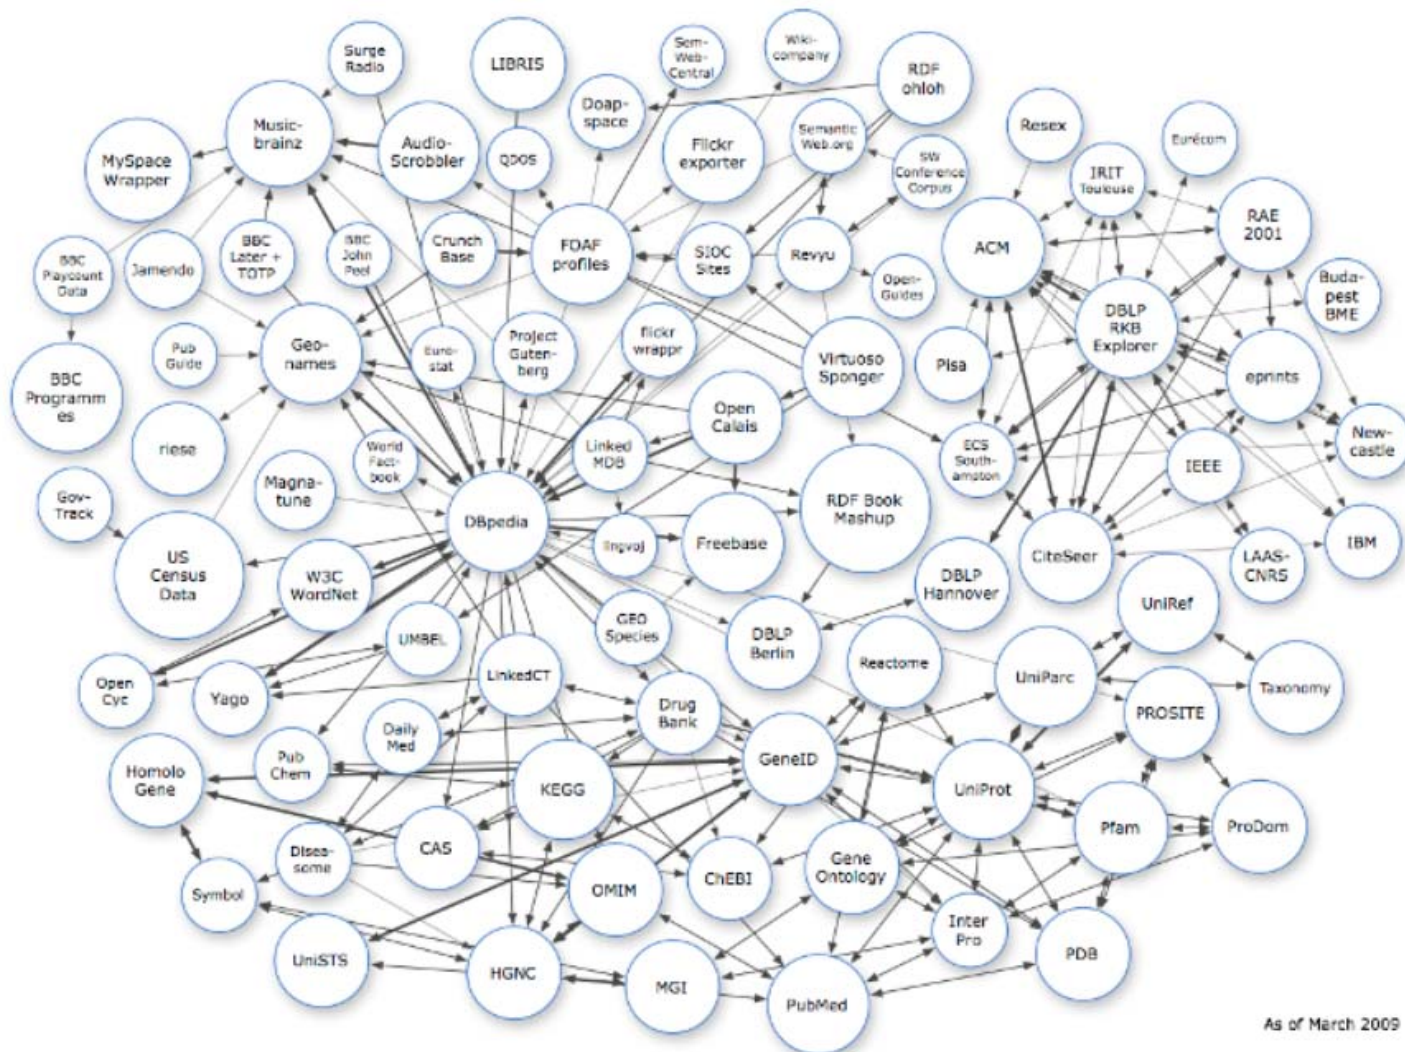 Surge
Radio
LIBRIS
Sem-
Web-
Central
Wiki-
company
RDF
ohloh
Doap-
space
Music-
brainz
Audio-
Scrobbler
QDOS
Flickr
exporter
Semantic
Web.org
SW
Conference
Corpus
Resex
Eurécom
MySpace
Wrapper
IRIT
Toulouse
RAE
2001
ACM
BBC
Playcount
Data
Jamendo
BBC
Later +
TOTP
BBC
John
Peel
Crunch
Base
FOAF
profiles
SIOC
Sites
Revyu
Open-
Guides
Buda-
pest
BME
DBLP
RKB
Explorer
Pub
Guide
Geo-
names
Euro-
stat
Project
Guten-
berg
flickr
wrappr
Virtuoso
Sponger
Pisa
eprints
BBC
Programm
es
riese
World
Fact-
book
Linked
MDB
Open
Calais
ECS
South-
ampton
IEEE
New-
castle
Gov-
Track
Magna-
tune
DBpedia
RDF Book
Mashup
US
Census
Data
W3C
WordNet
lingvoj
Freebase
CiteSeer
LAAS-
CNRS
IBM
DBLP
Hannover
UniRef
UMBEL
GEO
Species
DBLP
Berlin
Reactome
Open
Cyc
Yago
LinkedCT
UniParc
Taxonomy
Daily
Med
Drug
Bank
PROSITE
Homolo
Gene
Pub
Chem
KEGG
GeneID
UniProt
Pfam
ProDom
Disea-
some
CAS
OMIM
ChEBI
Gene
Ontology
Symbol
Inter
Pro
UniSTS
HGNC
MGI
PubMed
PDB
As of March 2009